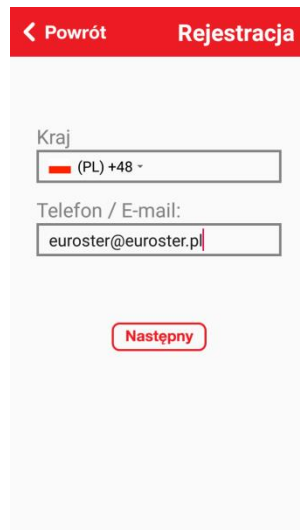 Powrót Rejestracja
Kraj
(PL) +48
Telefon / E-mail:
euroster@euroster.pl
Następny